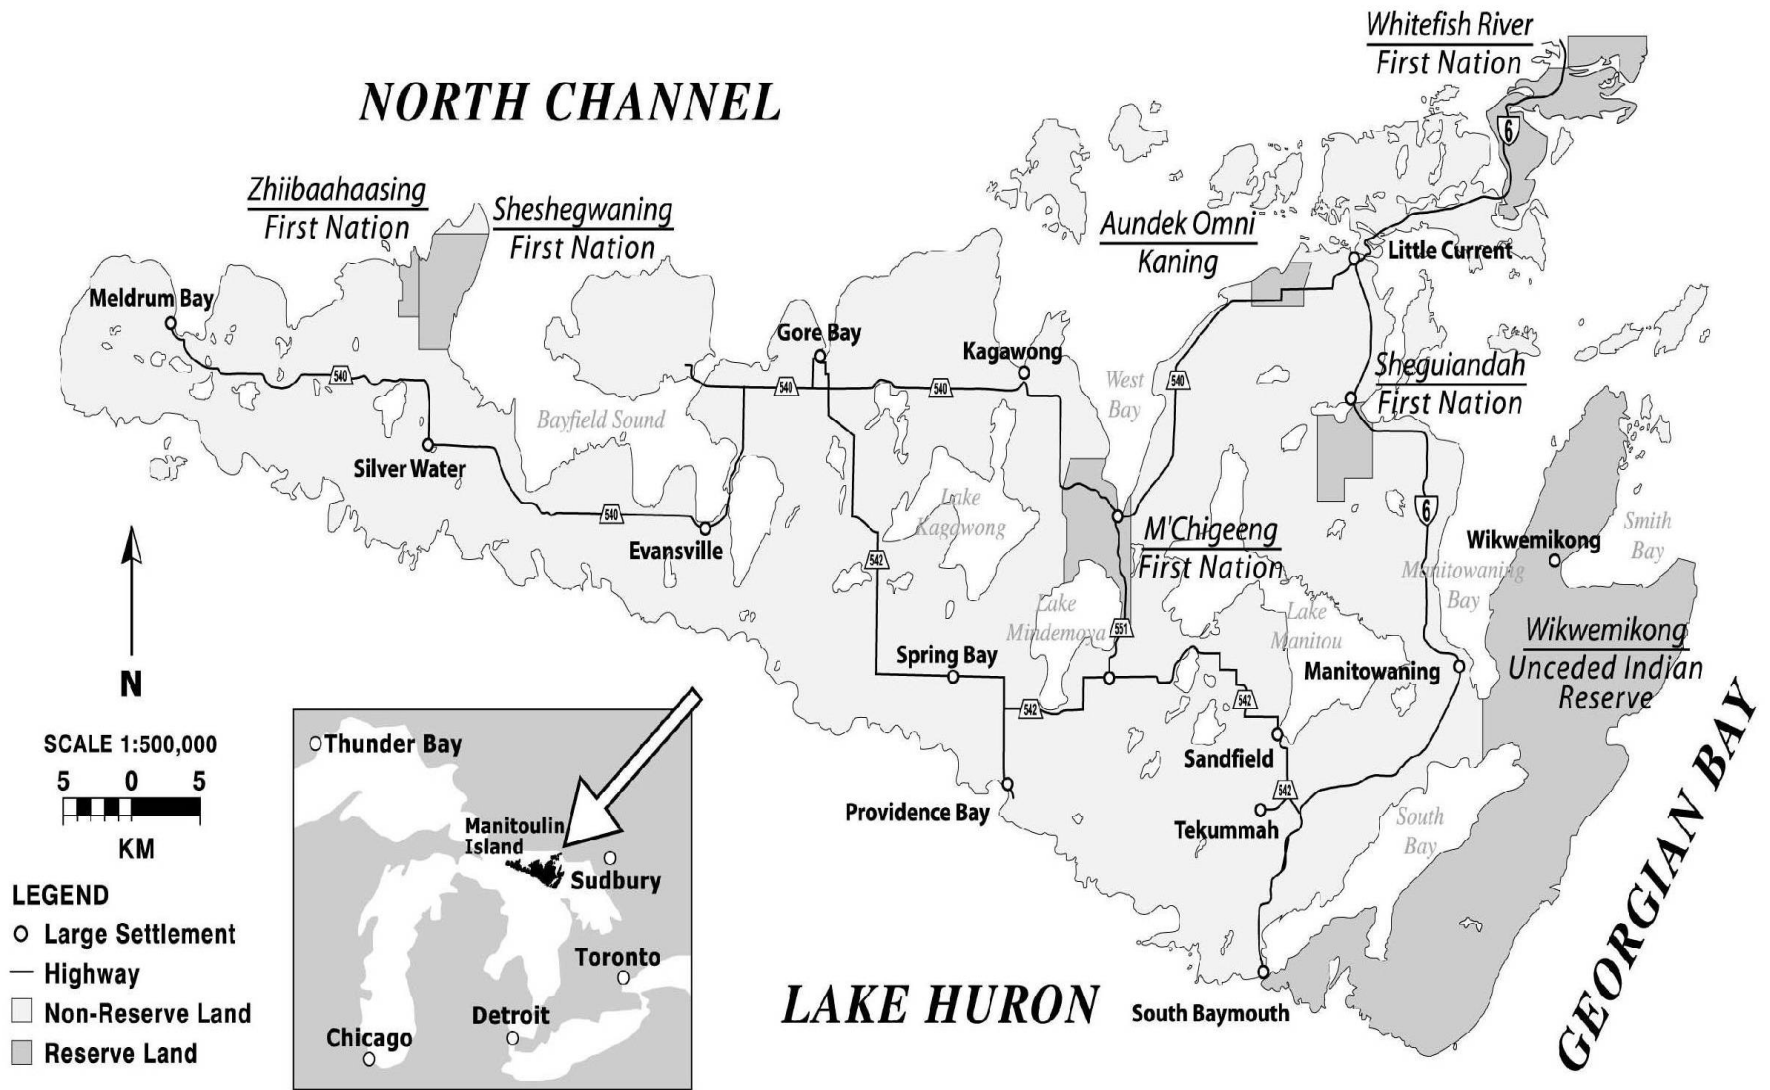 Whitefish River
First Nation
NORTH CHANNEL
6
Zhiibaahaasing
First Nation
Sheshegwaning
First Nation
Aundek Omni
Kaning
Little Current
Meldrum Bay
Gore Bay
Kagawong
540
540
540
540
West
Bay
Sheguiandah
First Nation
Bayfield Sound
Silver Water
Lake
Kagawong
540
6
Evansville
542
M'Chigeeng
First Nation
Wikwemikong
Smith
Bay
Manitowaning
Bay
Lake
Mindemoya
551
Lake
Manitou
Wikwemikong
Unceded Indian
Reserve
Spring Bay
Manitowaning
542
542
Sandfield
542
Providence Bay
Tekummah
South
Bay
South Baymouth
LAKE HURON
GEORGIAN BAY
N
SCALE 1:500,000
5 0 5
KM
LEGEND
Large Settlement
Highway
Non-Reserve Land
Reserve Land
Thunder Bay
Manitoulin
Island
Sudbury
Toronto
Detroit
Chicago